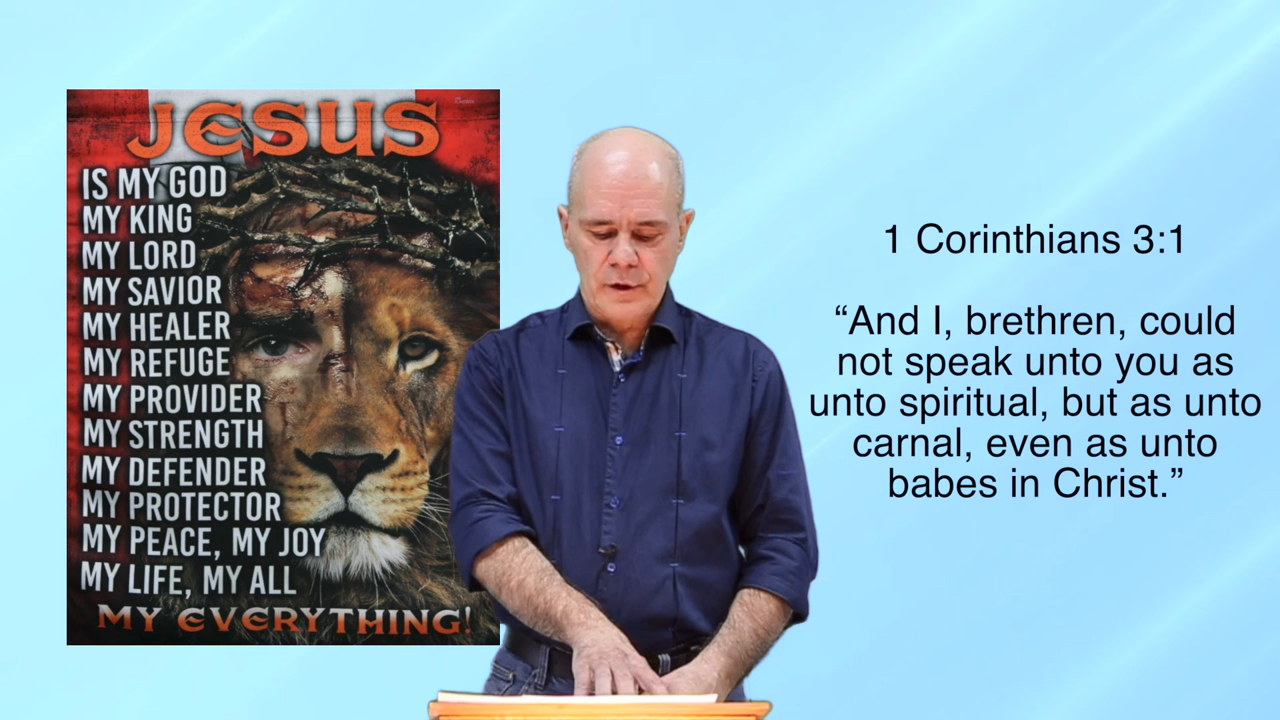 JESUS
IS MY GOD
MY KING
MY LORD
MY SAVIOR
MY HEALER
MY REFUGE
MY PROVIDER
MY STRENGTH
MY DEFENDER
MY PROTECTOR
MY PEACE, MY JOY
MY LIFE, MY ALL
MY EVERYTHING!
1 Corinthians 3:1
“And I, brethren, could
not speak unto you as
unto spiritual, but as unto
carnal, even as unto
babes in Christ.”